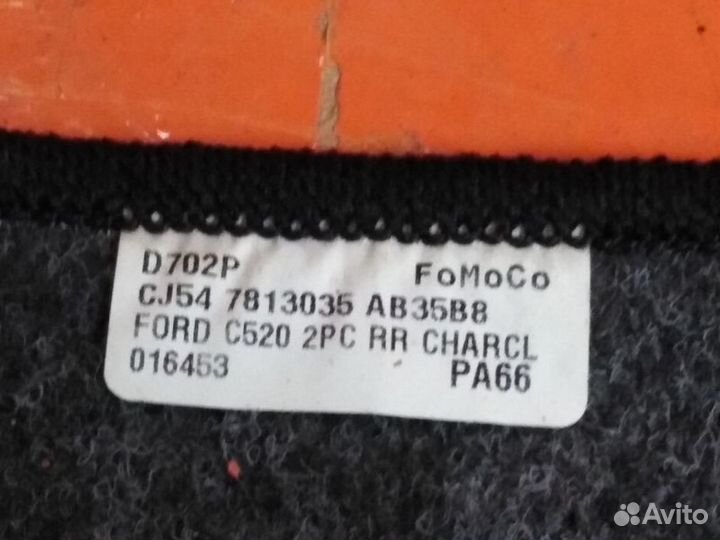 D702P FoMoCo
CJ54 7813035 AB35B8
FORD C520 2PC RR CHARCL
016453 PA66
Avito